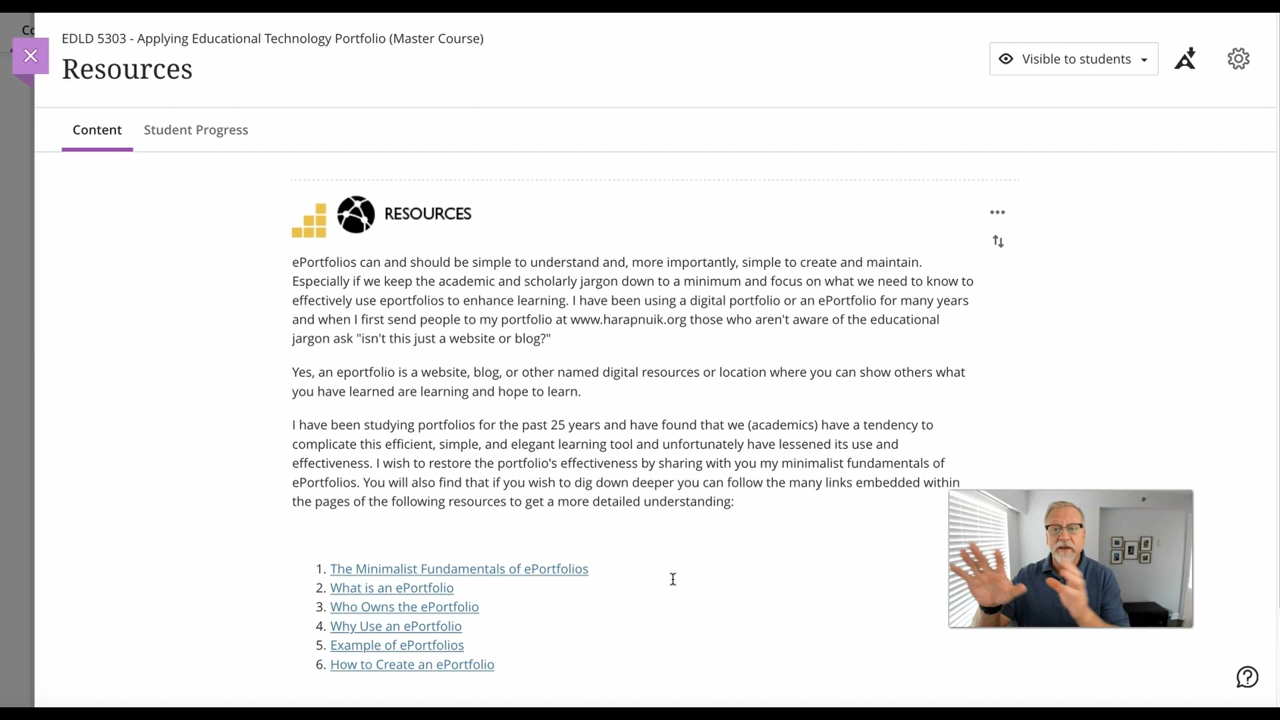 Co
EDLD 5303 - Applying Educational Technology Portfolio (Master Course)
Resources
Visible to students
Content
Student Progress
RESOURCES
ePortfolios can and should be simple to understand and, more importantly, simple to create and maintain.
Especially if we keep the academic and scholarly jargon down to a minimum and focus on what we need to know to
effectively use eportfolios to enhance learning. I have been using a digital portfolio or an ePortfolio for many years
and when I first send people to my portfolio at www.harapnuik.org those who aren't aware of the educational
jargon ask "isn't this just a website or blog?"
Yes, an eportfolio is a website, blog, or other named digital resources or location where you can show others what
you have learned are learning and hope to learn.
I have been studying portfolios for the past 25 years and have found that we (academics) have a tendency to
complicate this efficient, simple, and elegant learning tool and unfortunately have lessened its use and
effectiveness. I wish to restore the portfolio's effectiveness by sharing with you my minimalist fundamentals of
ePortfolios. You will also find that if you wish to dig down deeper you can follow the many links embedded within
the pages of the following resources to get a more detailed understanding:
1. The Minimalist Fundamentals of ePortfolios
2. What is an ePortfolio
3. Who Owns the ePortfolio
4. Why Use an ePortfolio
5. Example of ePortfolios
6. How to Create an ePortfolio